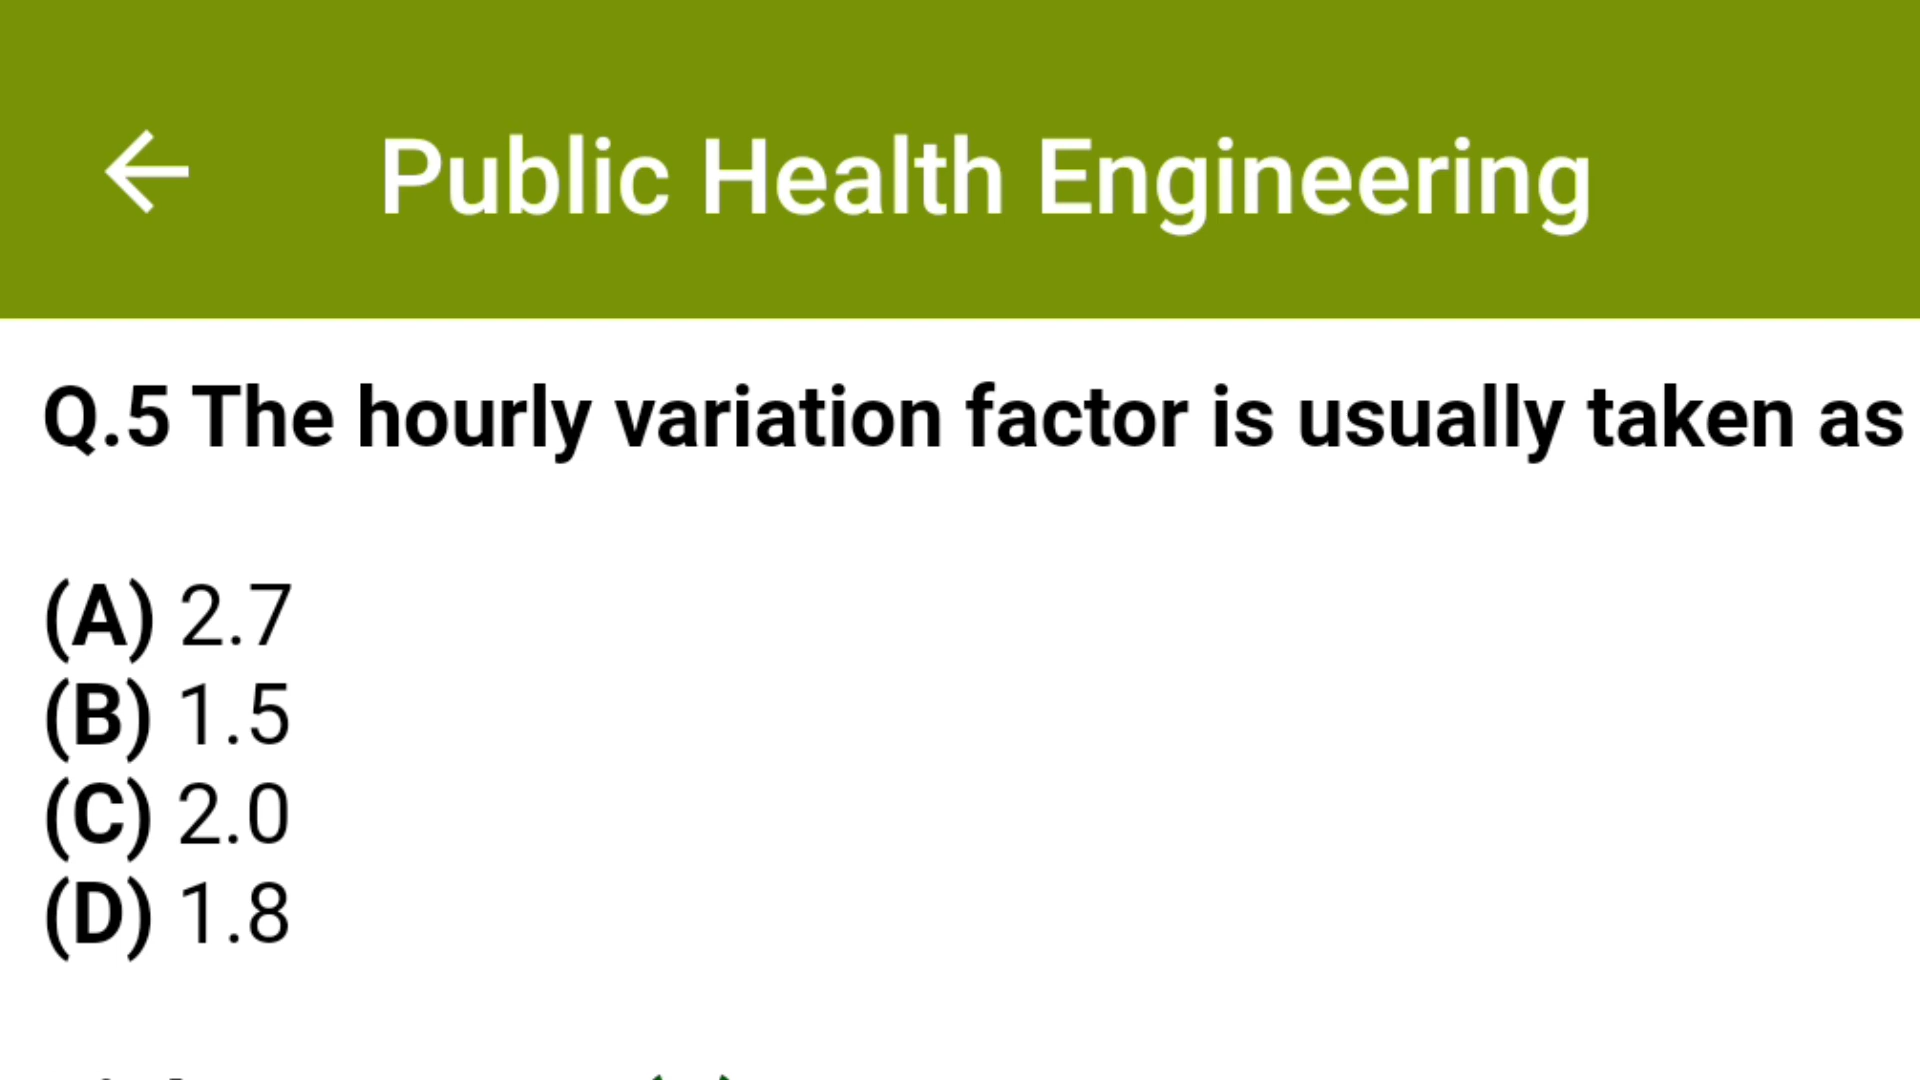 Public Health Engineering
Q.5 The hourly variation factor is usually taken as
(A) 2.7
(B) 1.5
(C) 2.0
(D) 1.8